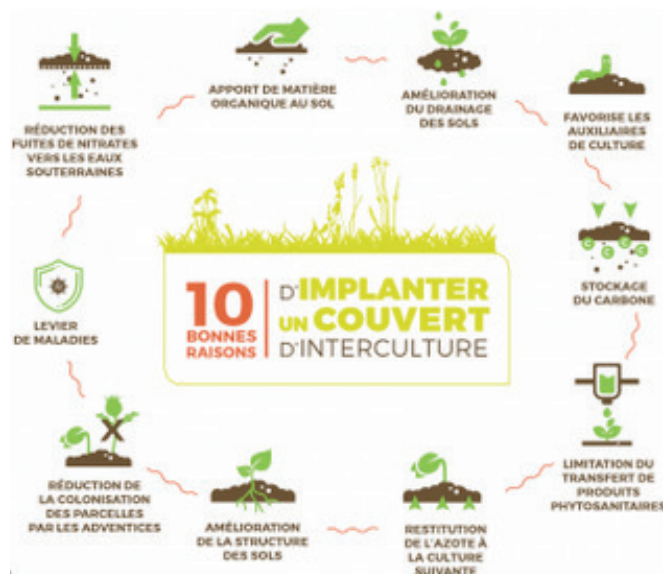 RÉDUCTION DES
FUITES DE NITRATES
VERS LES EAUX
SOUTERRAINES
APPORT DE MATIÈRE
ORGANIQUE AU SOL
AMÉLIORATION
DU DRAINAGE
DES SOLS
FAVORISE LES
AUXILIAIRES
DE CULTURE
STOCKAGE
DU CARBONE
LIMITATION DU
TRANSFERT DE
PRODUITS
PHYTOSANITAIRES
RESTITUTION
DE L'AZOTE À
LA CULTURE
SUIVANTE
AMÉLIORATION
DE LA STRUCTURE
DES SOLS
RÉDUCTION DE
LA COLONISATION
DES PARCELLES
PAR LES ADVENTICES
LEVIER
DE MALADIES
10
BONNES
RAISONS
D'IMPLANTER
UN COUVERT
D'INTERCULTURE